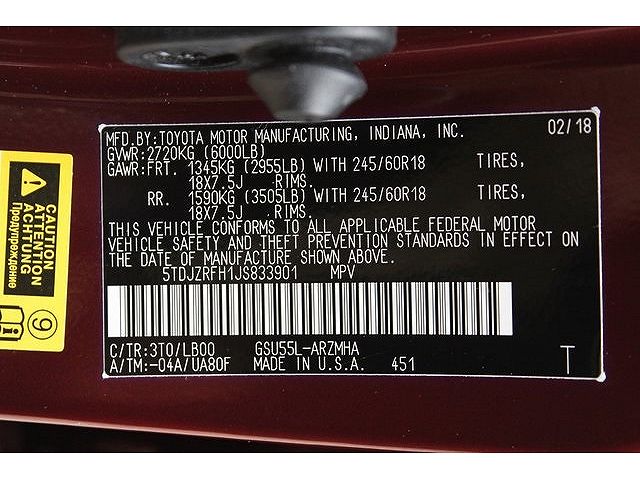 MFD.BY:TOYOTA MOTOR MANUFACTURING, INDIANA, INC. 02/18
GVWR:2720KG (6000LB)
GAWR:FRT. 1345KG (2955LB) WITH 245/60R18 TIRES,
18X7.5J RIMS.
RR. 1590KG (3505LB) WITH 245/60R18 TIRES,
18X7.5J RIMS.
THIS VEHICLE CONFORMS TO ALL APPLICABLE FEDERAL MOTOR
VEHICLE SAFETY AND THEFT PREVENTION STANDARDS IN EFFECT ON
THE DATE OF MANUFACTURE SHOWN ABOVE.
5TDJZRFH1JS833901 MPV
C/TR:3T0/LB00 GSU55L-ARZMHA
A/TM:-04A/UA80F MADE IN U.S.A. 451 T
CAUTION
ATTENTION
ACHTUNG
Предупреждение
9